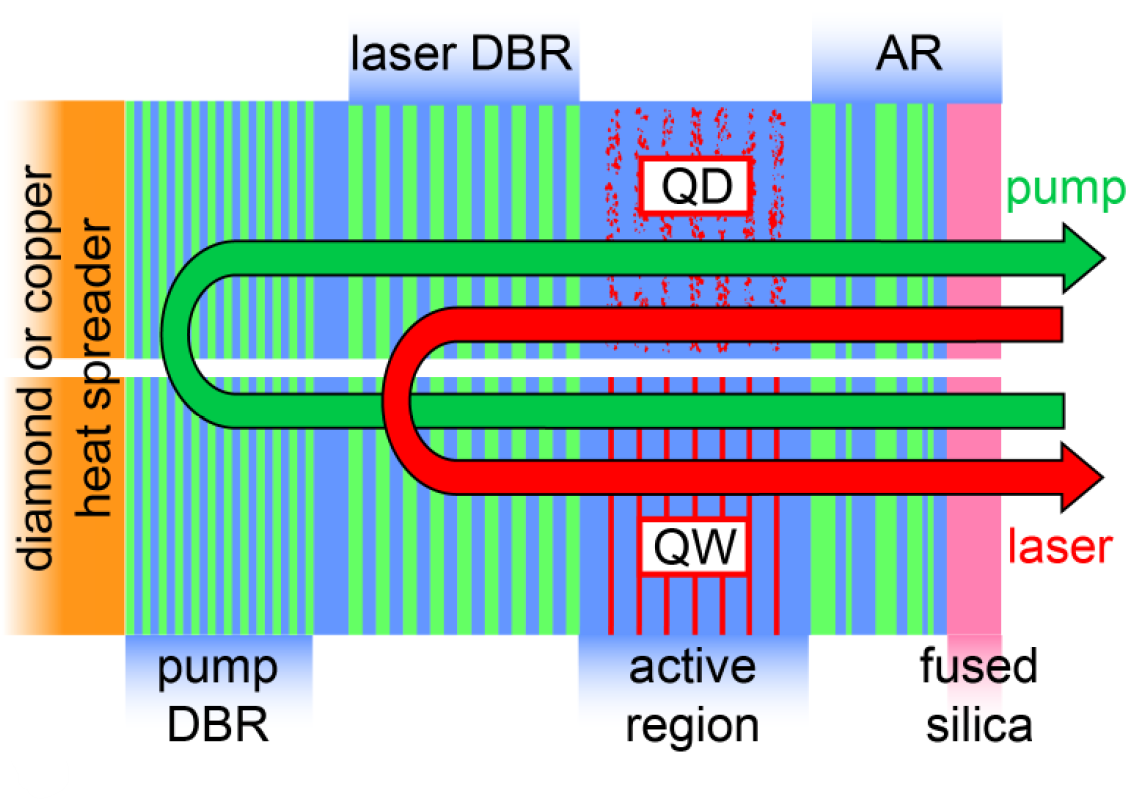 laser DBR
AR
QD
pump
diamond or copper
heat spreader
QW
laser
pump
DBR
active
region
fused
silica